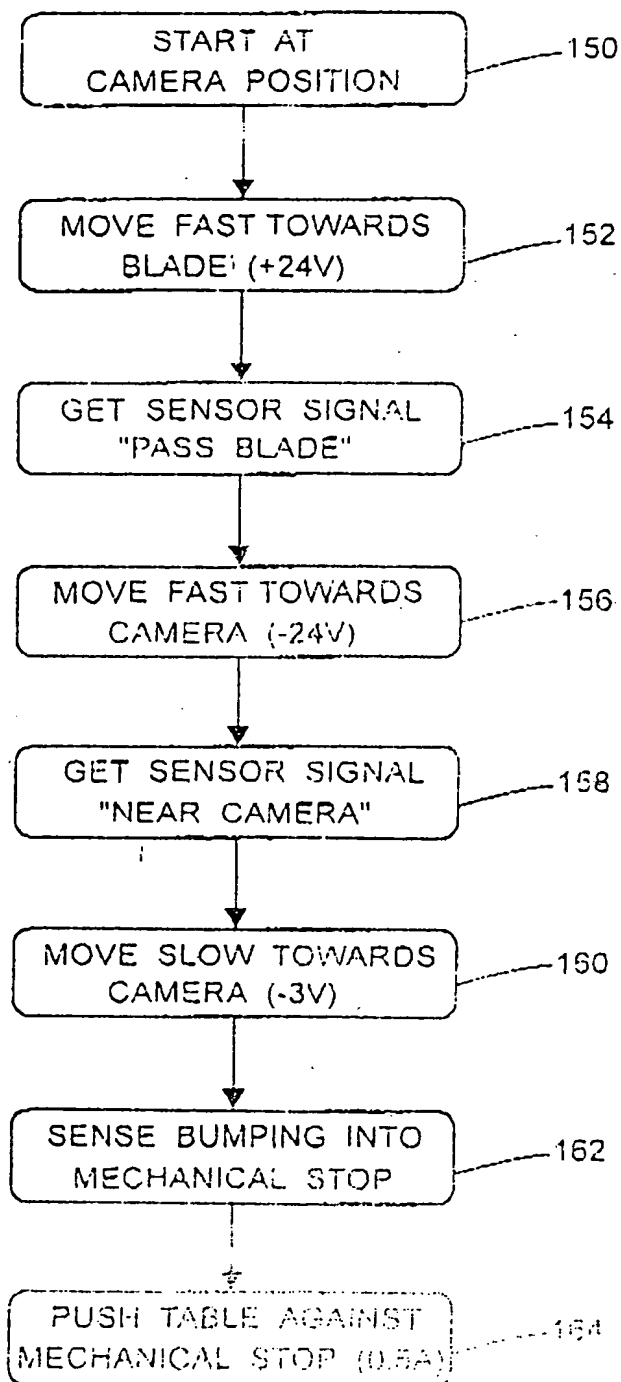 START AT
CAMERA POSITION
150
MOVE FAST TOWARDS
BLADE (+24V)
152
GET SENSOR SIGNAL
"PASS BLADE"
154
MOVE FAST TOWARDS
CAMERA (-24V)
156
GET SENSOR SIGNAL
"NEAR CAMERA"
158
MOVE SLOW TOWARDS
CAMERA (-3V)
160
SENSE BUMPING INTO
MECHANICAL STOP
162
PUSH TABLE AGAINST
MECHANICAL STOP
164